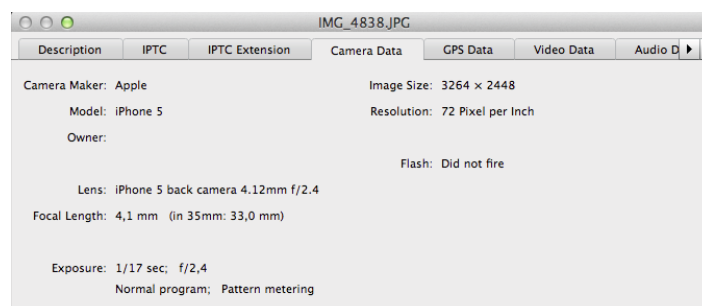 IMG_4838.JPG
Description IPTC IPTC Extension Camera Data GPS Data Video Data Audio D
Camera Maker: Apple Image Size: 3264 × 2448
Model: iPhone 5 Resolution: 72 Pixel per Inch
Owner:
Flash: Did not fire
Lens: iPhone 5 back camera 4.12mm f/2.4
Focal Length: 4,1 mm (in 35mm: 33,0 mm)
Exposure: 1/17 sec; f/2,4
Normal program; Pattern metering